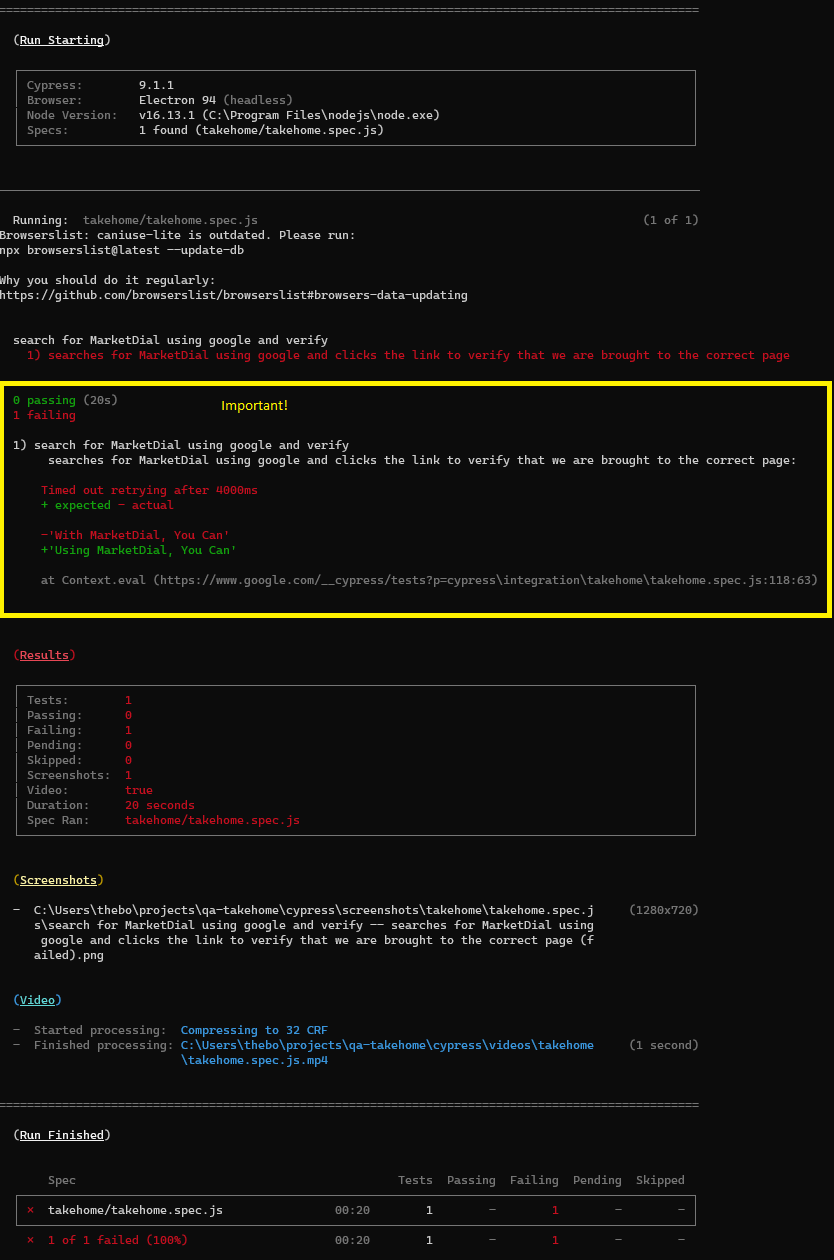 (Run Starting)
Cypress: 9.1.1
Browser: Electron 94 (headless)
Node Version: v16.13.1 (C:\Program Files\nodejs\node.exe)
Specs: 1 found (takehome/takehome.spec.js)
Running: takehome/takehome.spec.js (1 of 1)
Browserslist: caniuse-lite is outdated. Please run:
npx browserslist@latest --update-db
Why you should do it regularly:
https://github.com/browserslist/browserslist#browsers-data-updating
search for MarketDial using google and verify
1) searches for MarketDial using google and clicks the link to verify that we are brought to the correct page
0 passing (20s) Important!
1 failing
1) search for MarketDial using google and verify
searches for MarketDial using google and clicks the link to verify that we are brought to the correct page:
Timed out retrying after 4000ms
+ expected - actual
-'With MarketDial, You Can'
+'Using MarketDial, You Can'
at Context.eval (https://www.google.com/__cypress/tests?p=cypress\integration\takehome\takehome.spec.js:118:63)
(Results)
Tests: 1
Passing: 0
Failing: 1
Pending: 0
Skipped: 0
Screenshots: 1
Video: true
Duration: 20 seconds
Spec Ran: takehome/takehome.spec.js
(Screenshots)
- C:\Users\thebo\projects\qa-takehome\cypress\screenshots\takehome\takehome.spec.j (1280x720)
s\search for MarketDial using google and verify -- searches for MarketDial using
google and clicks the link to verify that we are brought to the correct page (f
ailed).png
(Video)
- Started processing: Compressing to 32 CRF
- Finished processing: C:\Users\thebo\projects\qa-takehome\cypress\videos\takehome (1 second)
\takehome.spec.js.mp4
(Run Finished)
Spec Tests Passing Failing Pending Skipped
× takehome/takehome.spec.js 00:20 1 - 1 - -
× 1 of 1 failed (100%) 00:20 1 - 1 - -